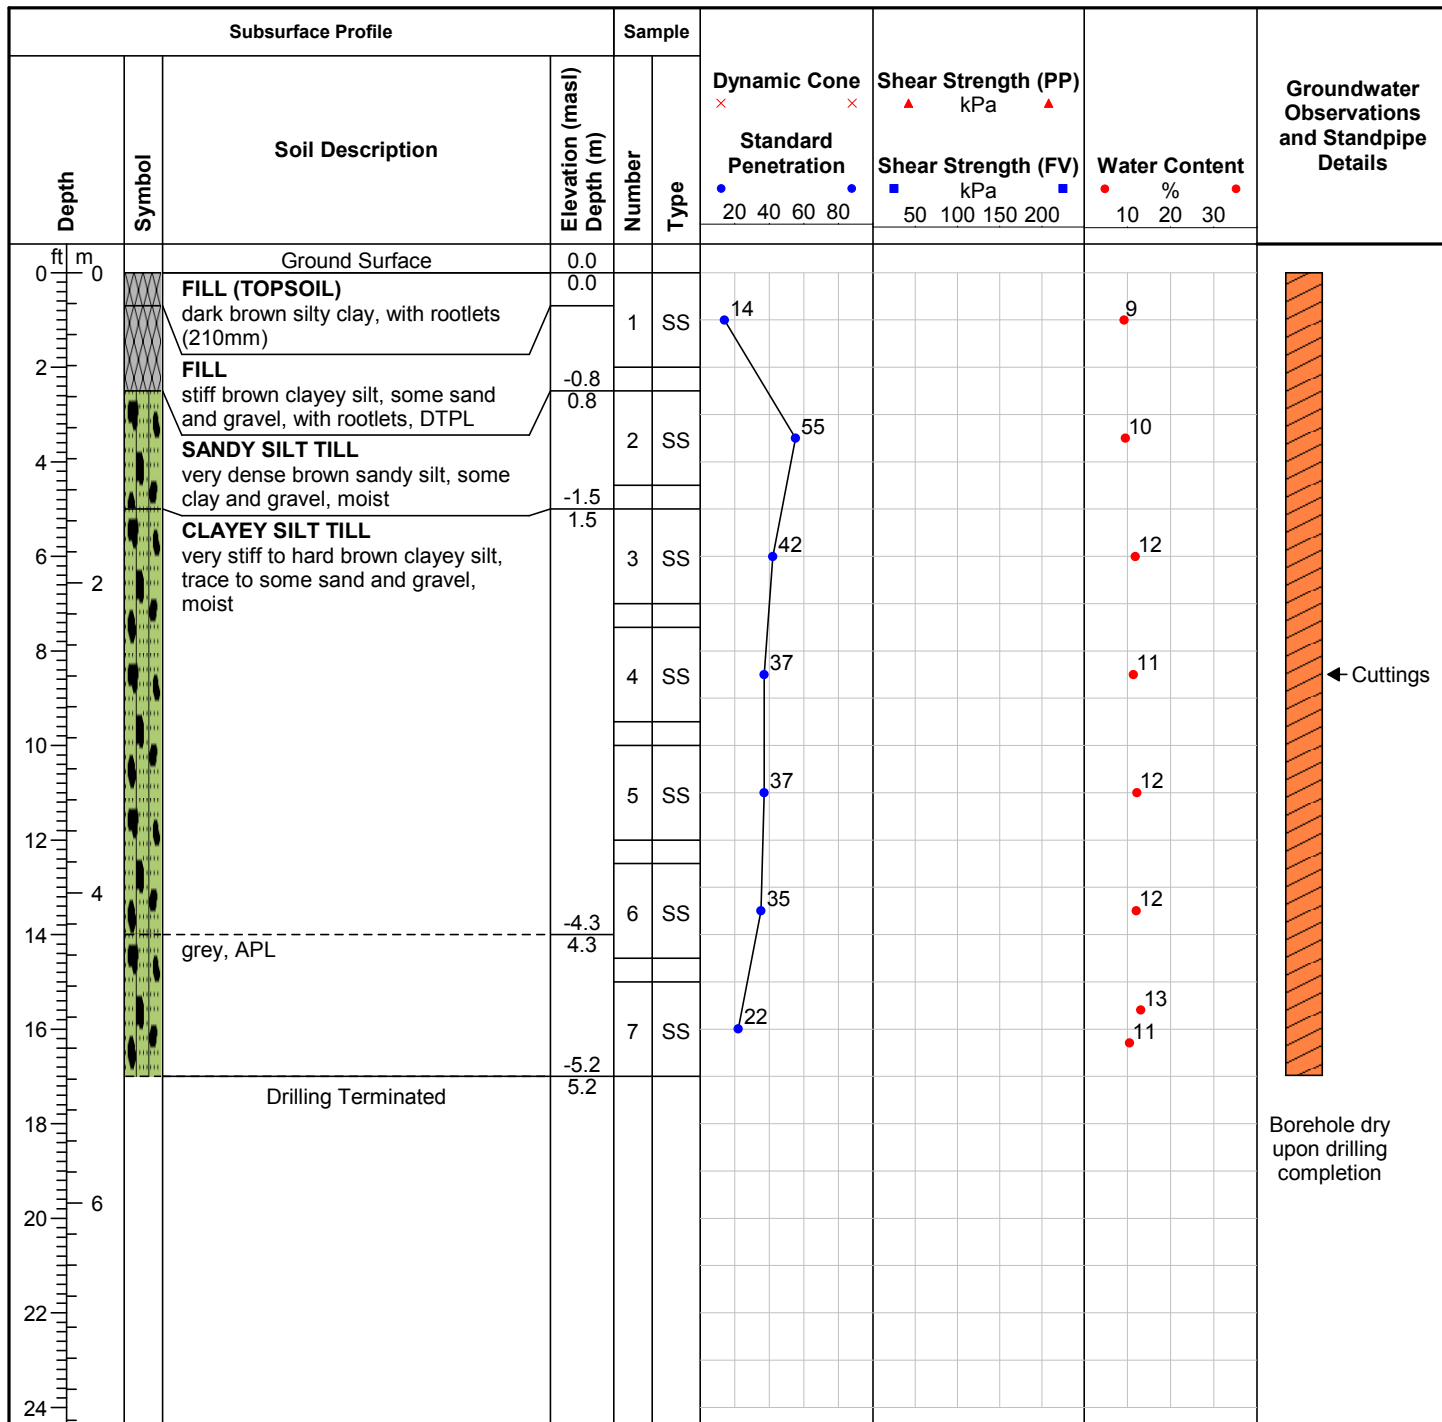 Subsurface Profile
Sample
Depth
Symbol
Soil Description
Elevation (masl)
Depth (m)
Number
Type
Dynamic Cone
Standard
Penetration
20 40 60 80
Shear Strength (PP)
kPa
Shear Strength (FV)
kPa
50 100 150 200
Water Content
%
10 20 30
Groundwater
Observations
and Standpipe
Details
ft m
Ground Surface
0.0
0 0
FILL (TOPSOIL)
dark brown silty clay, with rootlets
(210mm)
0.0
1 SS
14
9
2
FILL
stiff brown clayey silt, some sand
and gravel, with rootlets, DTPL
-0.8
0.8
2 SS
55
10
4
SANDY SILT TILL
very dense brown sandy silt, some
clay and gravel, moist
-1.5
1.5
CLAYEY SILT TILL
very stiff to hard brown clayey silt,
trace to some sand and gravel,
moist
3 SS
42
12
6
2
8
4 SS
37
11
Cuttings
10
5 SS
37
12
12
4
6 SS
35
12
-4.3
14
grey, APL
4.3
13
16
7 SS
22
11
-5.2
Drilling Terminated
5.2
18
Borehole dry
upon drilling
completion
6
20
22
24